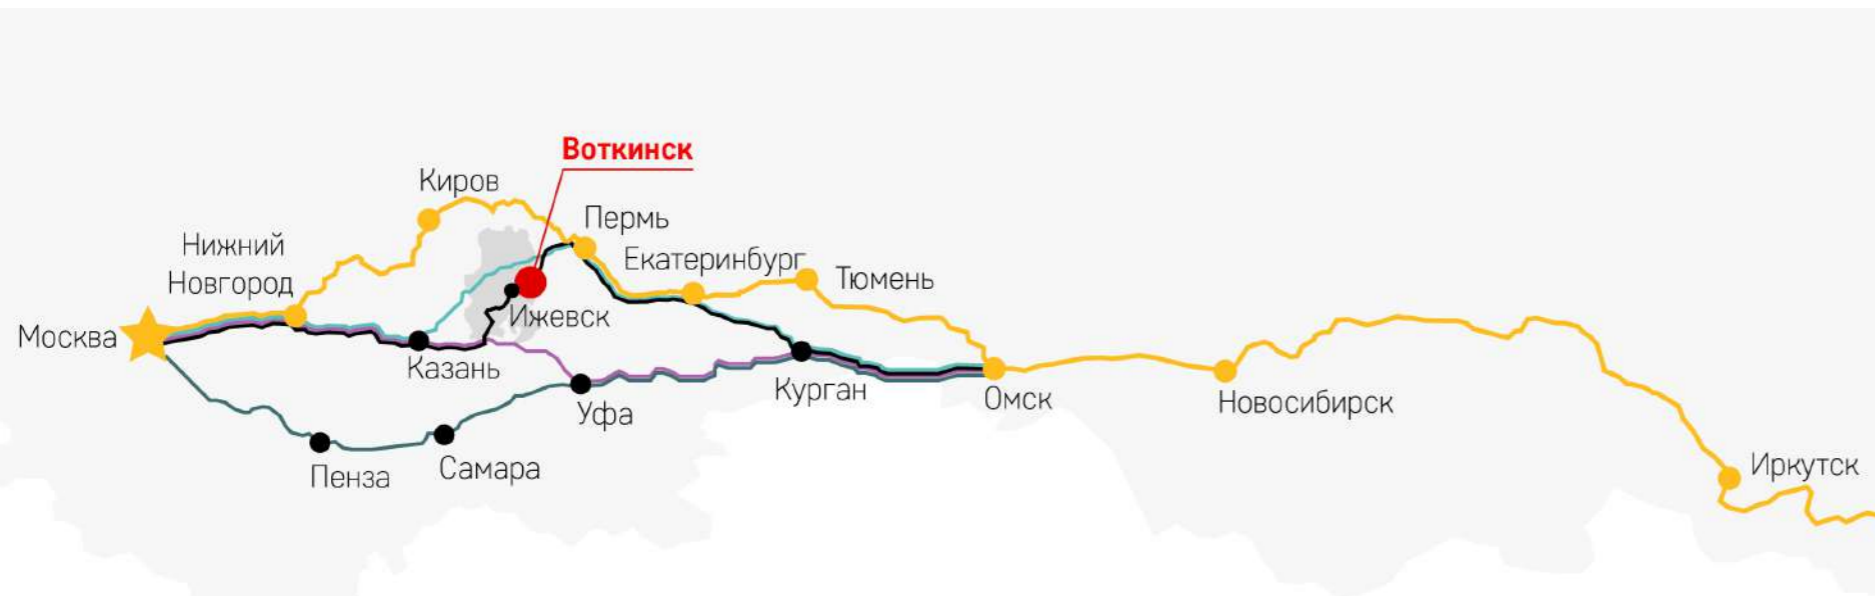 Воткинск
Киров
Пермь
Нижний
Новгород
Екатеринбург
Тюмень
Москва
Ижевск
Казань
Курган
Омск
Новосибирск
Уфа
Пенза
Самара
Иркутск